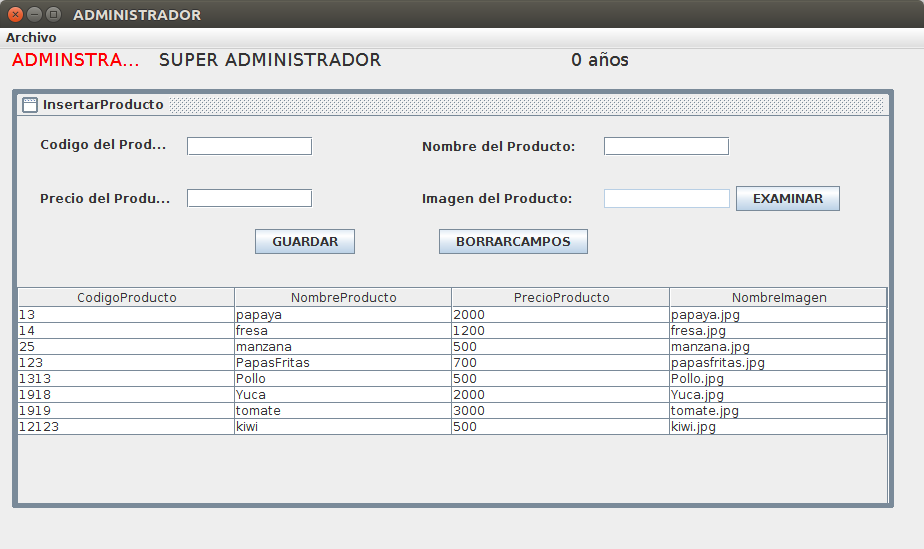 ADMINISTRADOR
Archivo
ADMINSTRA... SUPER ADMINISTRADOR 0 años
InsertarProducto
Codigo del Prod... Nombre del Producto:
Precio del Produ... Imagen del Producto: EXAMINAR
GUARDAR BORRARCAMPOS
CodigoProducto NombreProducto PrecioProducto NombreImagen
13 papaya 2000 papaya.jpg
14 fresa 1200 fresa.jpg
25 manzana 500 manzana.jpg
123 PapasFritas 700 papasfritas.jpg
1313 Pollo 500 Pollo.jpg
1918 Yuca 2000 Yuca.jpg
1919 tomate 3000 tomate.jpg
12123 kiwi 500 kiwi.jpg